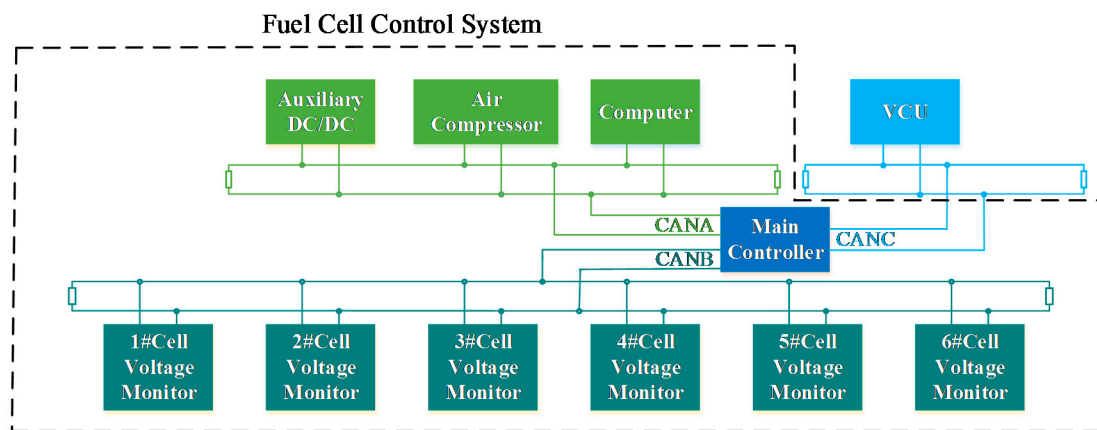 Fuel Cell Control System
Auxiliary
DC/DC
Air
Compressor
Computer
VCU
CANA
CANB
Main
Controller
CANC
1#Cell
Voltage
Monitor
2#Cell
Voltage
Monitor
3#Cell
Voltage
Monitor
4#Cell
Voltage
Monitor
5#Cell
Voltage
Monitor
6#Cell
Voltage
Monitor